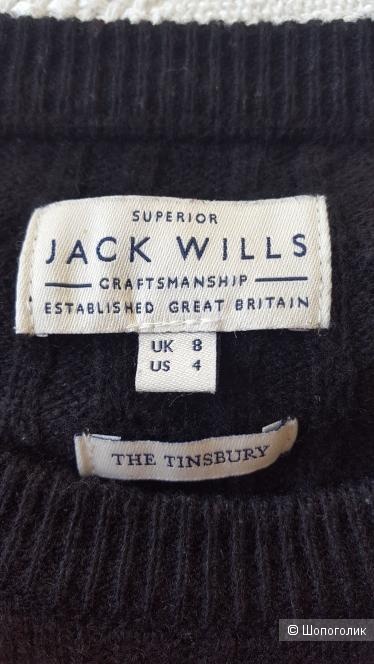 SUPERIOR
JACK WILLS
CRAFTSMANSHIP
ESTABLISHED GREAT BRITAIN
UK 8
US 4
THE TINSBURY
© Шопоголик